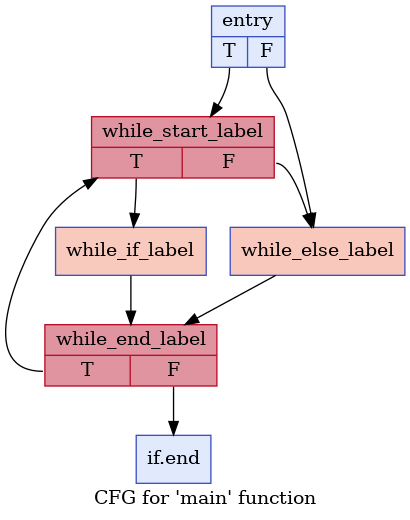 entry
T F
while_start_label
T F
while_if_label
while_else_label
while_end_label
T F
if.end
CFG for 'main' function